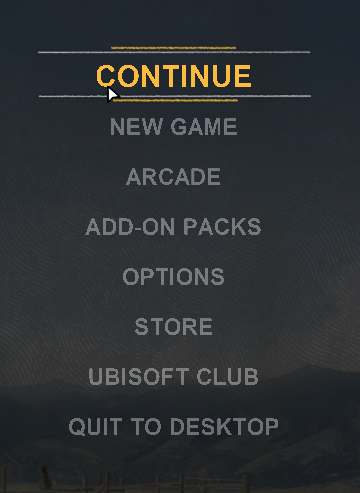 CONTINUE
NEW GAME
ARCADE
ADD-ON PACKS
OPTIONS
STORE
UBISOFT CLUB
QUIT TO DESKTOP